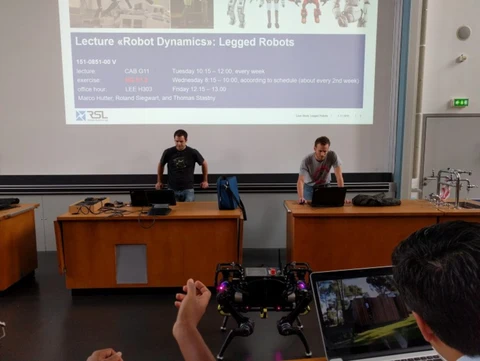 Lecture «Robot Dynamics»: Legged Robots
151-0851-00 V
lecture CAB G11 Tuesday 10:15 – 12:00, every week
exercise Wednesday 8:15 – 10:00, according to schedule (about every 2nd week)
office hour LEE H303 Friday 12.15 – 13.00
Marco Hutter, Roland Siegwart, and Thomas Stastny
RSL